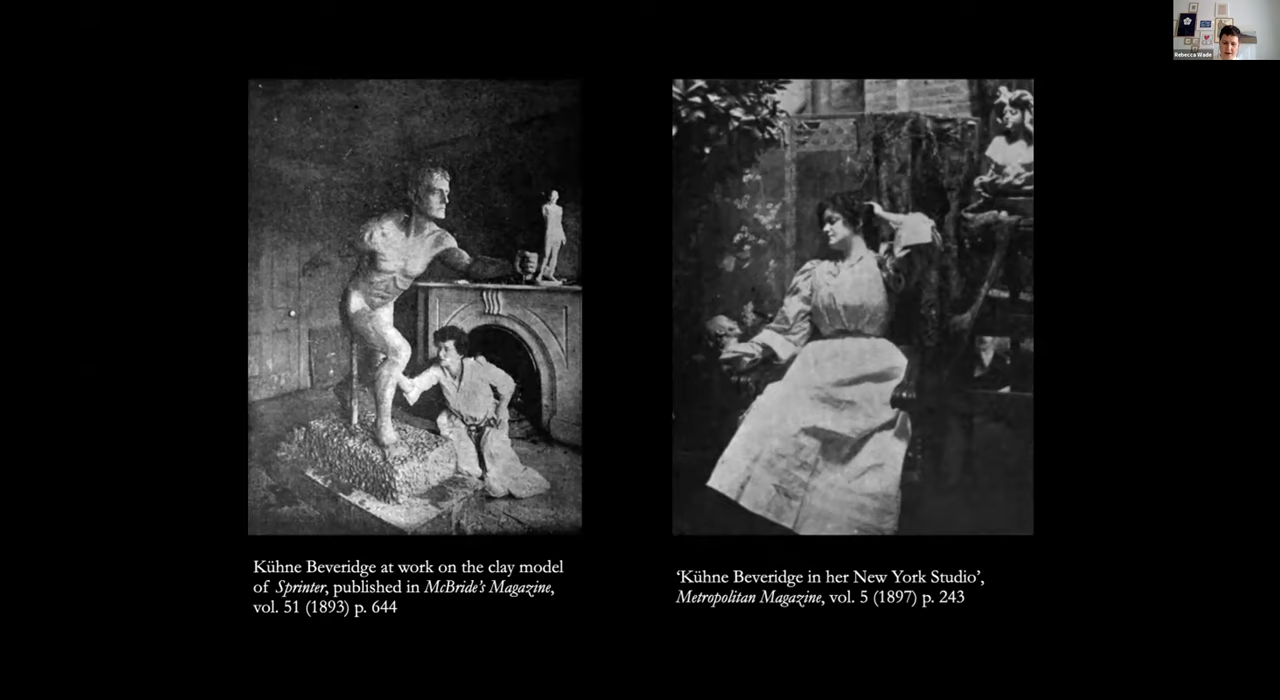 Rebecca Wade
Kühne Beveridge at work on the clay model
of Sprinter, published in McBride's Magazine,
vol. 51 (1893) p. 644
‘Kühne Beveridge in her New York Studio’,
Metropolitan Magazine, vol. 5 (1897) p. 243